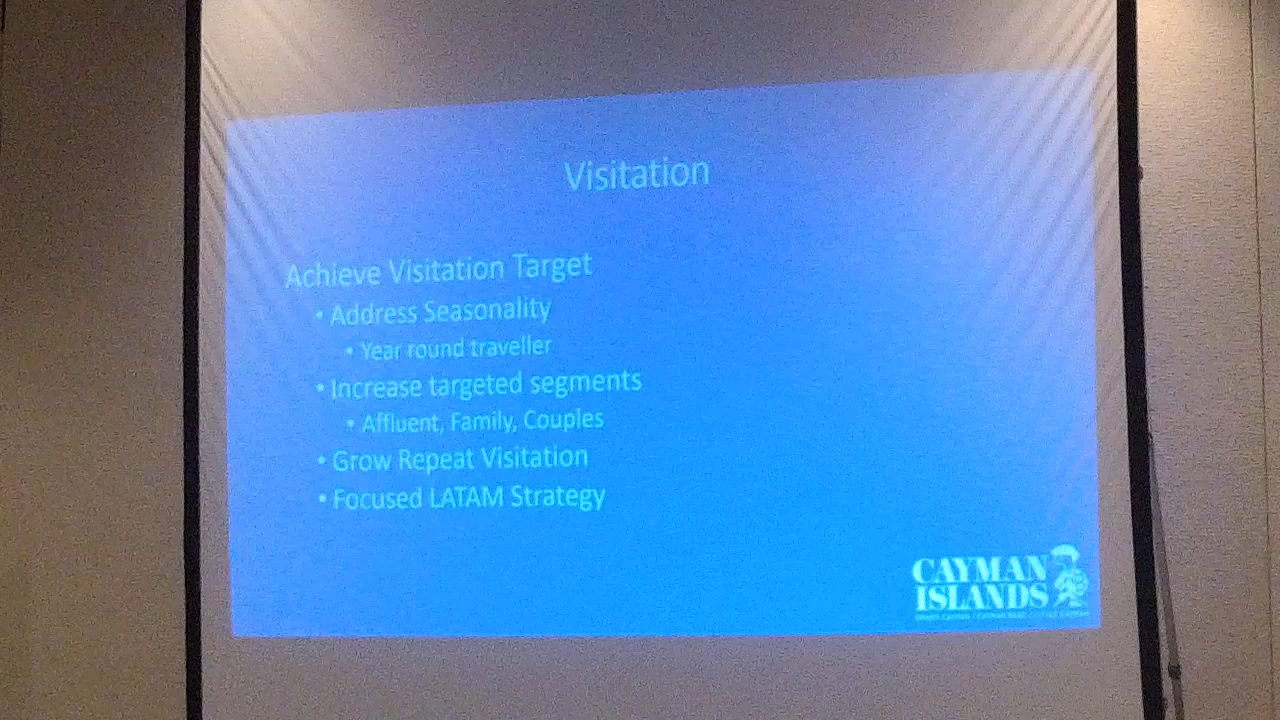 Visitation
Achieve Visitation Target
• Address Seasonality
• Year round traveller
• Increase targeted segments
• Affluent, Family, Couples
• Grow Repeat Visitation
• Focused LATAM Strategy
CAYMAN
ISLANDS